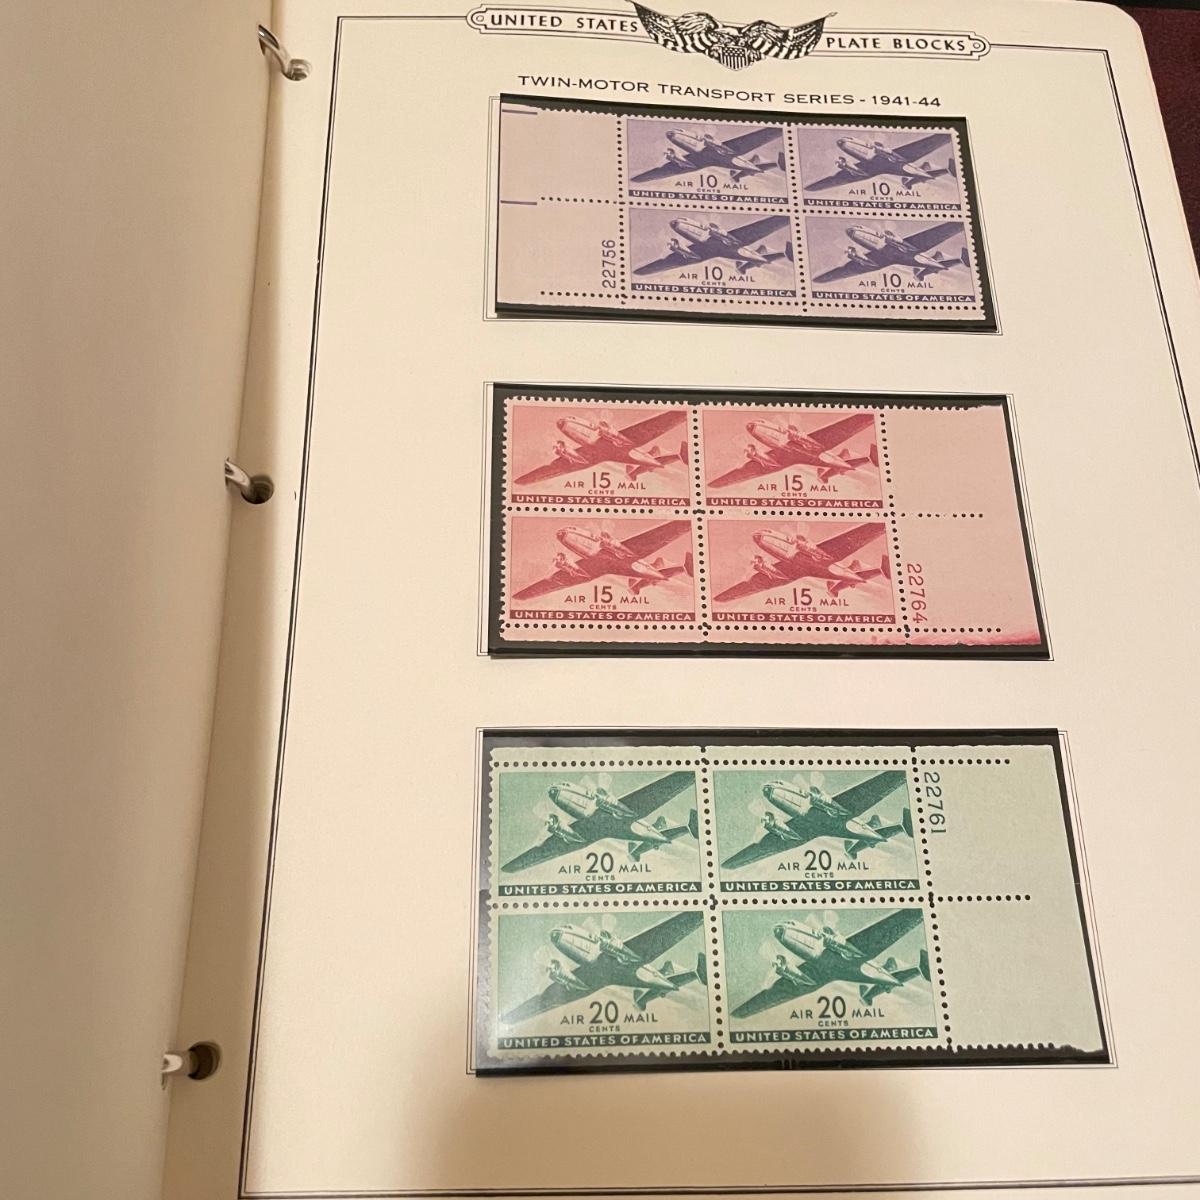 UNITED STATES PLATE BLOCKS
TWIN-MOTOR TRANSPORT SERIES - 1941-44
AIR 10 MAIL
CENTS
UNITED STATES OF AMERICA
AIR 10 MAIL
CENTS
UNITED STATES OF AMERICA
22756
AIR 10 MAIL
CENTS
UNITED STATES OF AMERICA
AIR 10 MAIL
CENTS
UNITED STATES OF AMERICA
AIR 15 MAIL
CENTS
UNITED STATES OF AMERICA
AIR 15 MAIL
CENTS
UNITED STATES OF AMERICA
AIR 15 MAIL
CENTS
UNITED STATES OF AMERICA
AIR 15 MAIL
CENTS
UNITED STATES OF AMERICA
22764
AIR 20 MAIL
CENTS
UNITED STATES OF AMERICA
AIR 20 MAIL
CENTS
UNITED STATES OF AMERICA
22761
AIR 20 MAIL
CENTS
UNITED STATES OF AMERICA
AIR 20 MAIL
CENTS
UNITED STATES OF AMERICA